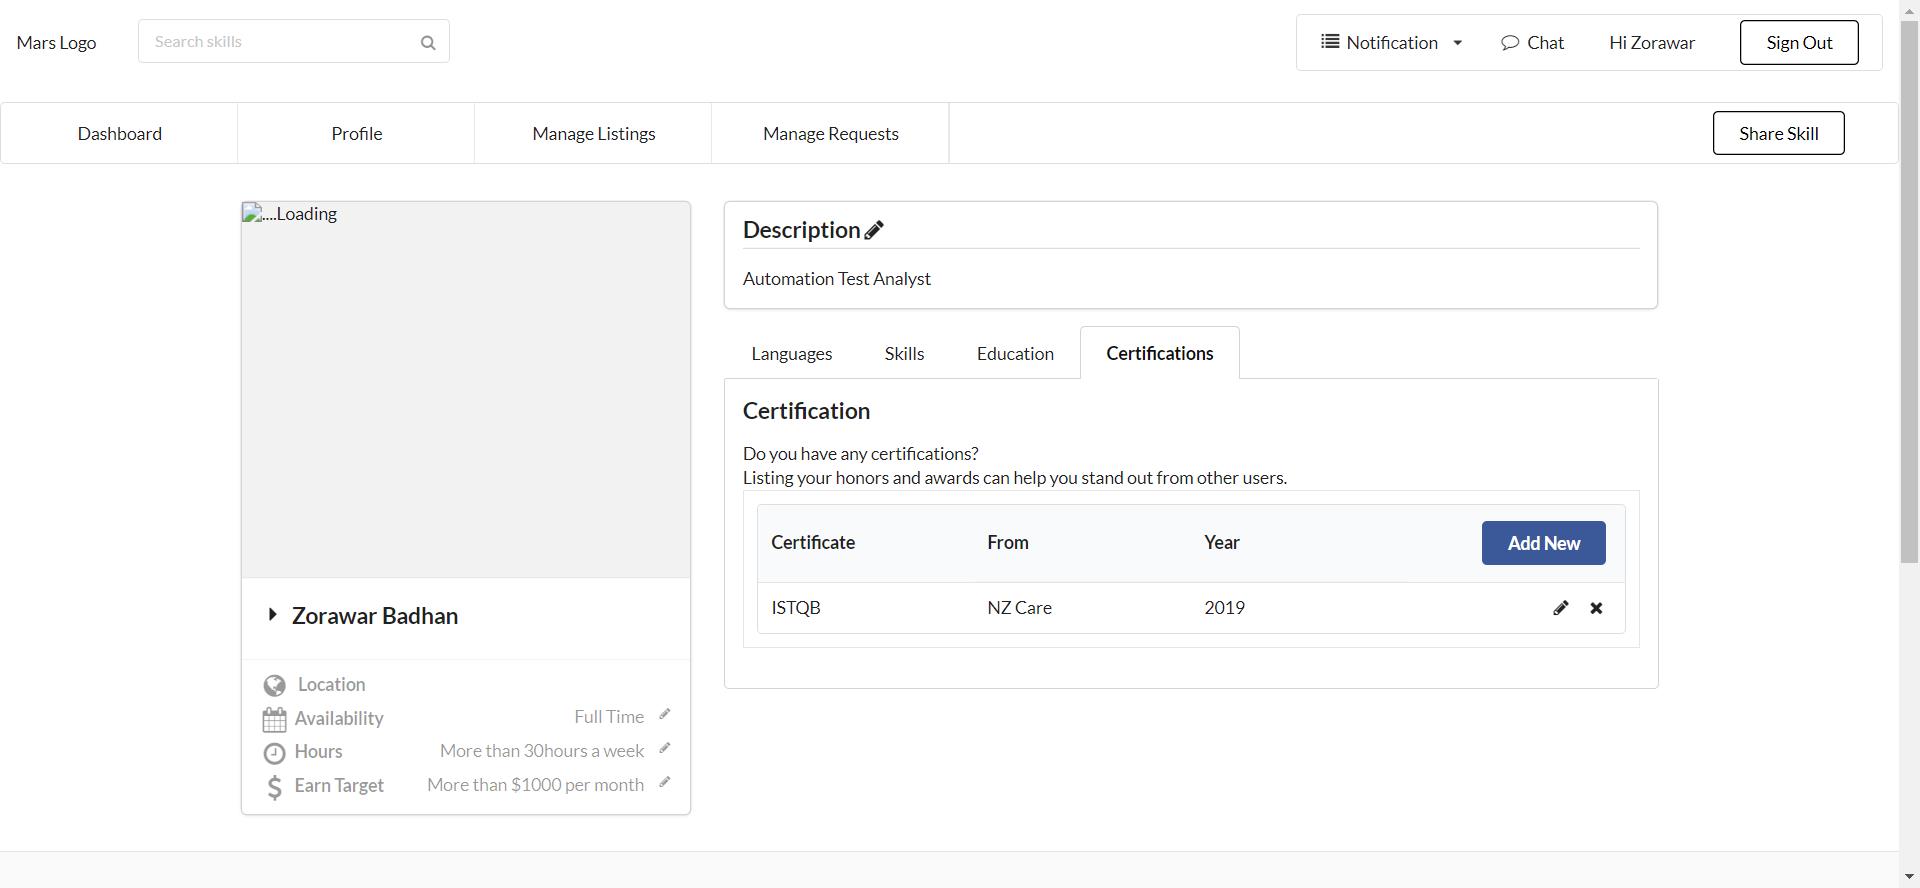 Mars Logo
Search skills
Notification
Chat
Hi Zorawar
Sign Out
Dashboard
Profile
Manage Listings
Manage Requests
Share Skill
....Loading
Zorawar Badhan
Location
Availability Full Time
Hours More than 30hours a week
Earn Target More than $1000 per month
Description
Automation Test Analyst
Languages
Skills
Education
Certifications
Certification
Do you have any certifications?
Listing your honors and awards can help you stand out from other users.
Certificate From Year Add New
ISTQB NZ Care 2019